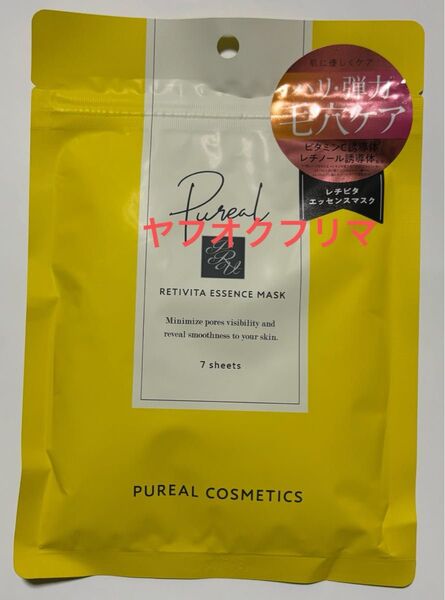 肌に優しくケア
ハリ・弾力
毛穴ケア
ビタミンC誘導体、
レチノール誘導体、
レチビタ
エッセンスマスク
Pureal
ヤフオクフリマ
RETIVITA ESSENCE MASK
Minimize pores visibility and
reveal smoothness to your skin.
7 sheets
PUREAL COSMETICS